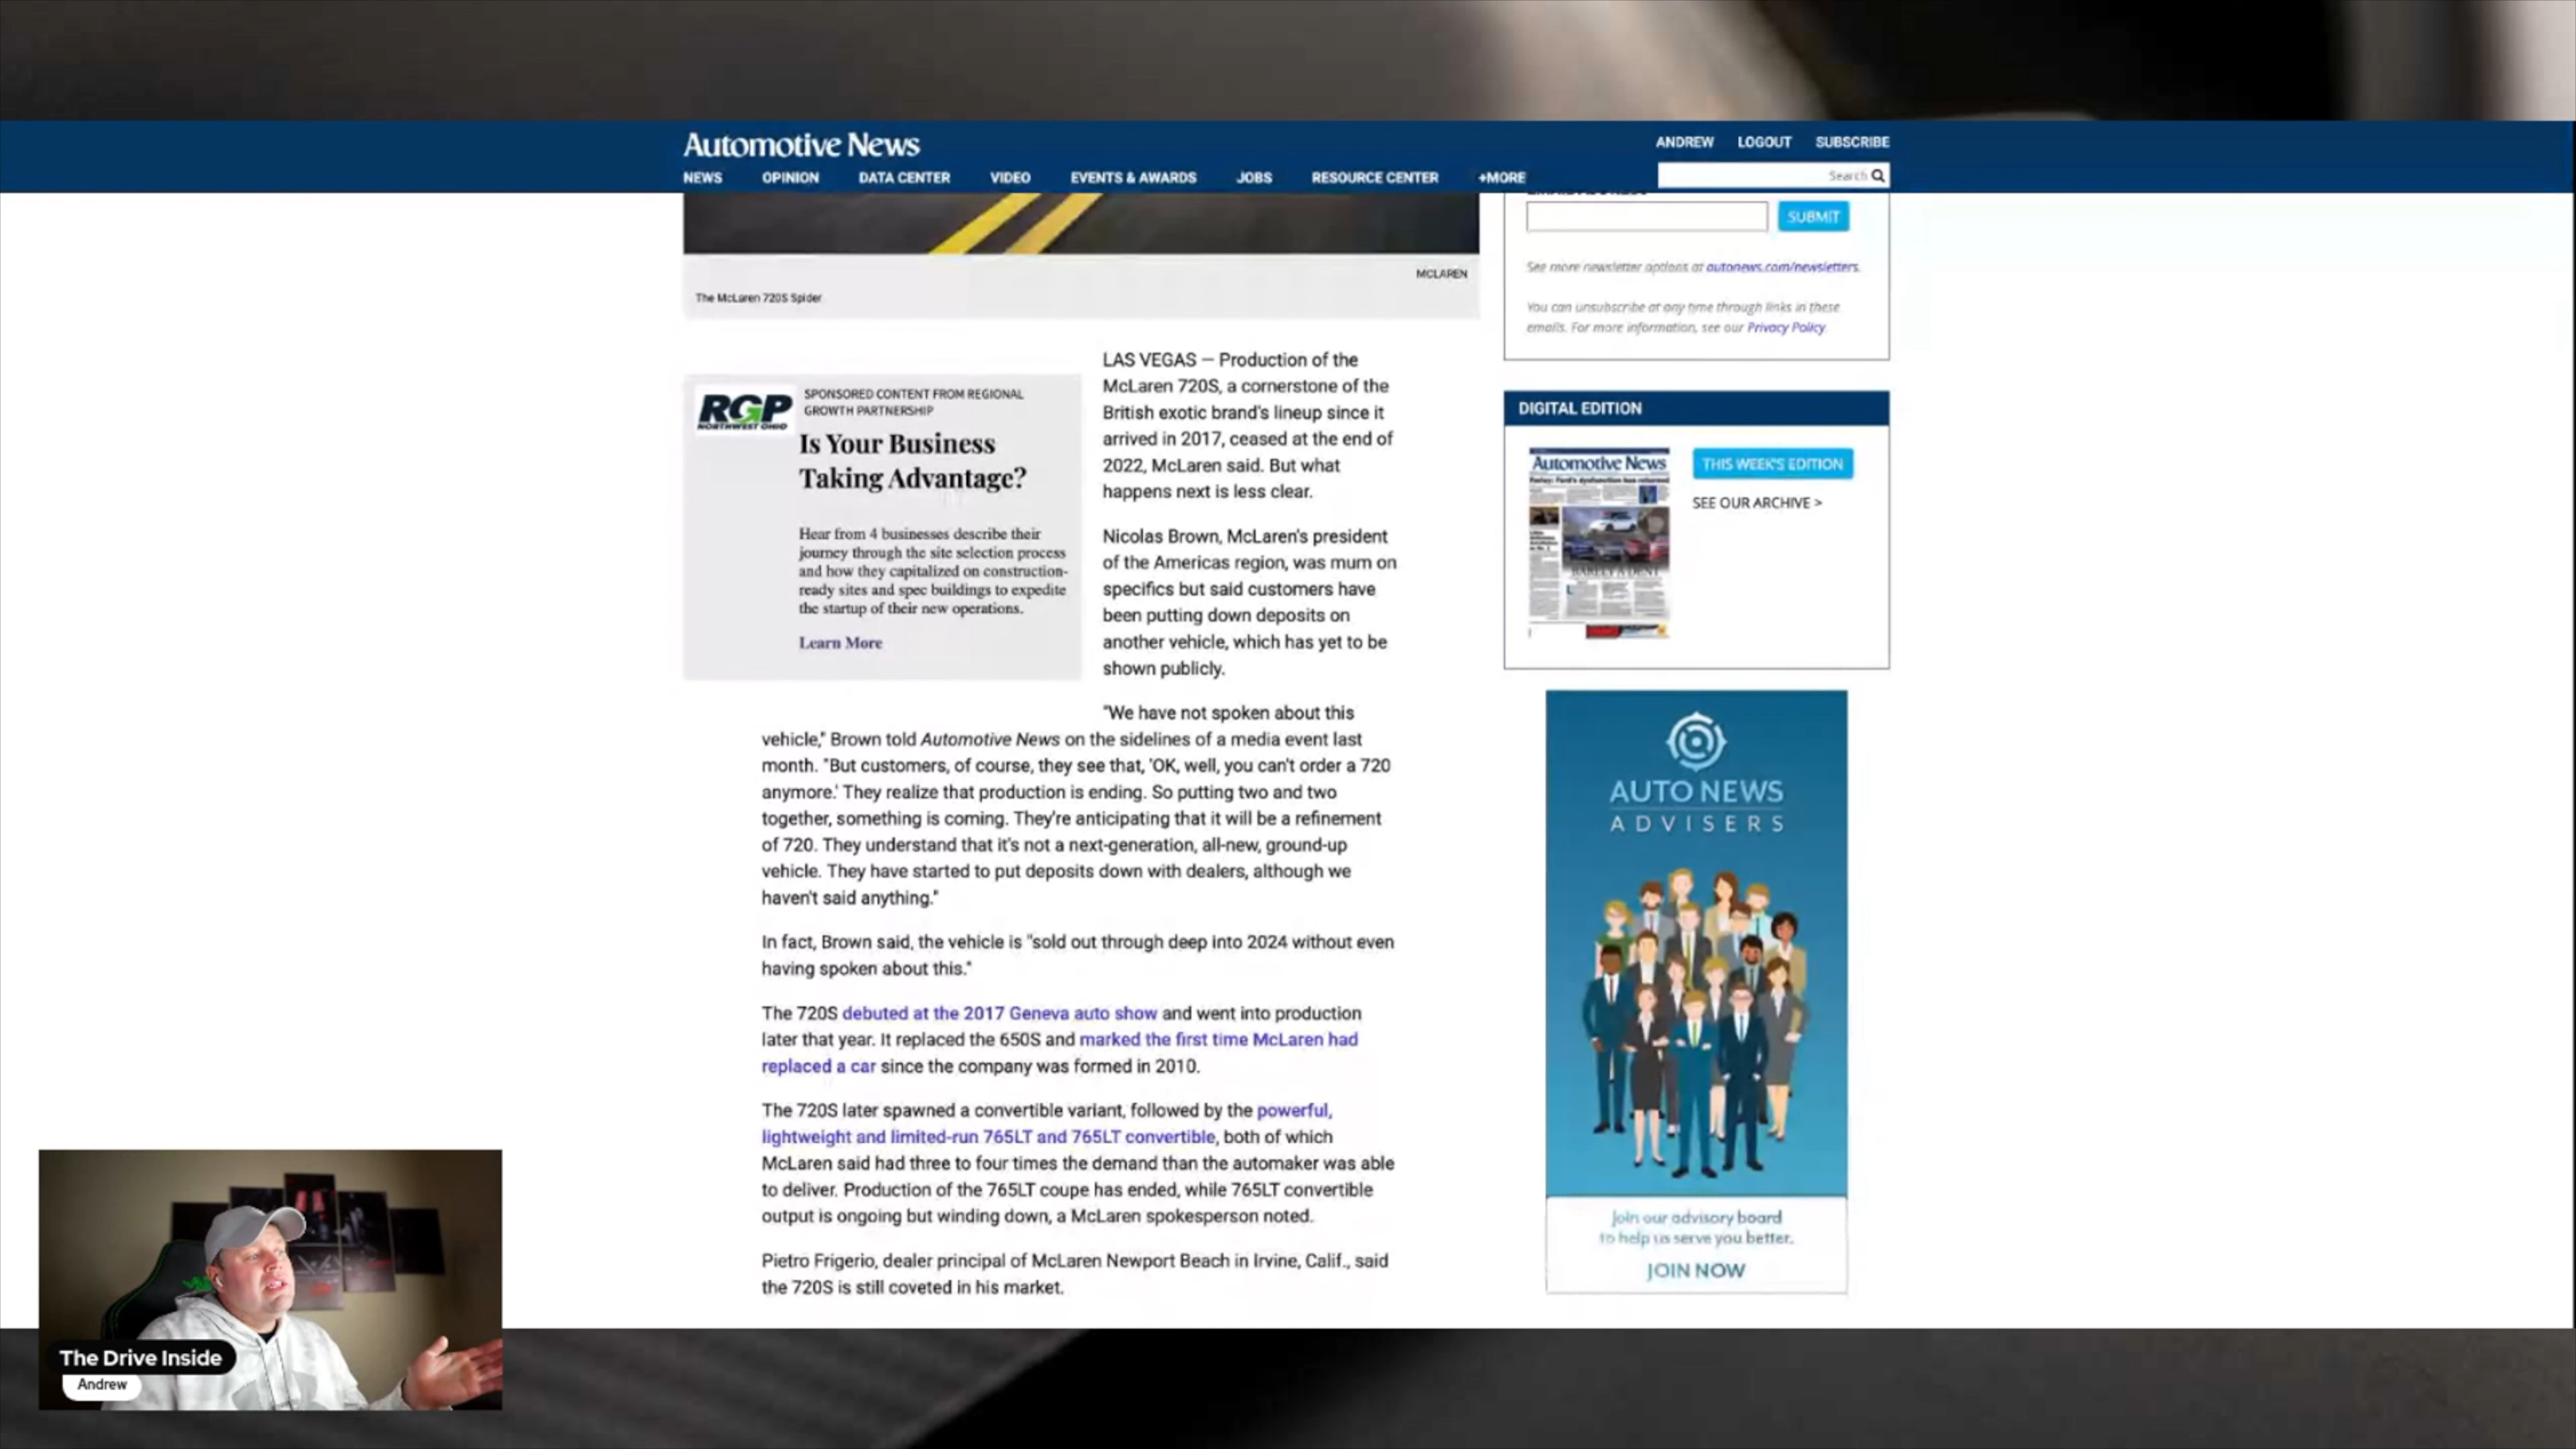 Automotive News
ANDREW LOGOUT SUBSCRIBE
NEWS OPINION DATA CENTER VIDEO EVENTS & AWARDS JOBS RESOURCE CENTER +MORE
Search
SUBMIT
MCLAREN
The McLaren 720S Spider
See more newsletter options at autonews.com/newsletters.
You can unsubscribe at any time through links in these
emails. For more information, see our Privacy Policy.
RGP
NORTHWEST OHIO
SPONSORED CONTENT FROM REGIONAL
GROWTH PARTNERSHIP
Is Your Business
Taking Advantage?
Hear from 4 businesses describe their
journey through the site selection process
and how they capitalized on construction-
ready sites and spec buildings to expedite
the startup of their new operations.
Learn More
LAS VEGAS — Production of the
McLaren 720S, a cornerstone of the
British exotic brand's lineup since it
arrived in 2017, ceased at the end of
2022, McLaren said. But what
happens next is less clear.
Nicolas Brown, McLaren's president
of the Americas region, was mum on
specifics but said customers have
been putting down deposits on
another vehicle, which has yet to be
shown publicly.
"We have not spoken about this
vehicle," Brown told Automotive News on the sidelines of a media event last
month. "But customers, of course, they see that, 'OK, well, you can't order a 720
anymore.' They realize that production is ending. So putting two and two
together, something is coming. They're anticipating that it will be a refinement
of 720. They understand that it's not a next-generation, all-new, ground-up
vehicle. They have started to put deposits down with dealers, although we
haven't said anything."
In fact, Brown said, the vehicle is "sold out through deep into 2024 without even
having spoken about this."
The 720S debuted at the 2017 Geneva auto show and went into production
later that year. It replaced the 650S and marked the first time McLaren had
replaced a car since the company was formed in 2010.
The 720S later spawned a convertible variant, followed by the powerful,
lightweight and limited-run 765LT and 765LT convertible, both of which
McLaren said had three to four times the demand than the automaker was able
to deliver. Production of the 765LT coupe has ended, while 765LT convertible
output is ongoing but winding down, a McLaren spokesperson noted.
Pietro Frigerio, dealer principal of McLaren Newport Beach in Irvine, Calif., said
the 720S is still coveted in his market.
DIGITAL EDITION
Automotive News
THIS WEEK'S EDITION
SEE OUR ARCHIVE >
AUTO NEWS
ADVISERS
Join our advisory board
to help us serve you better.
JOIN NOW
The Drive Inside
Andrew